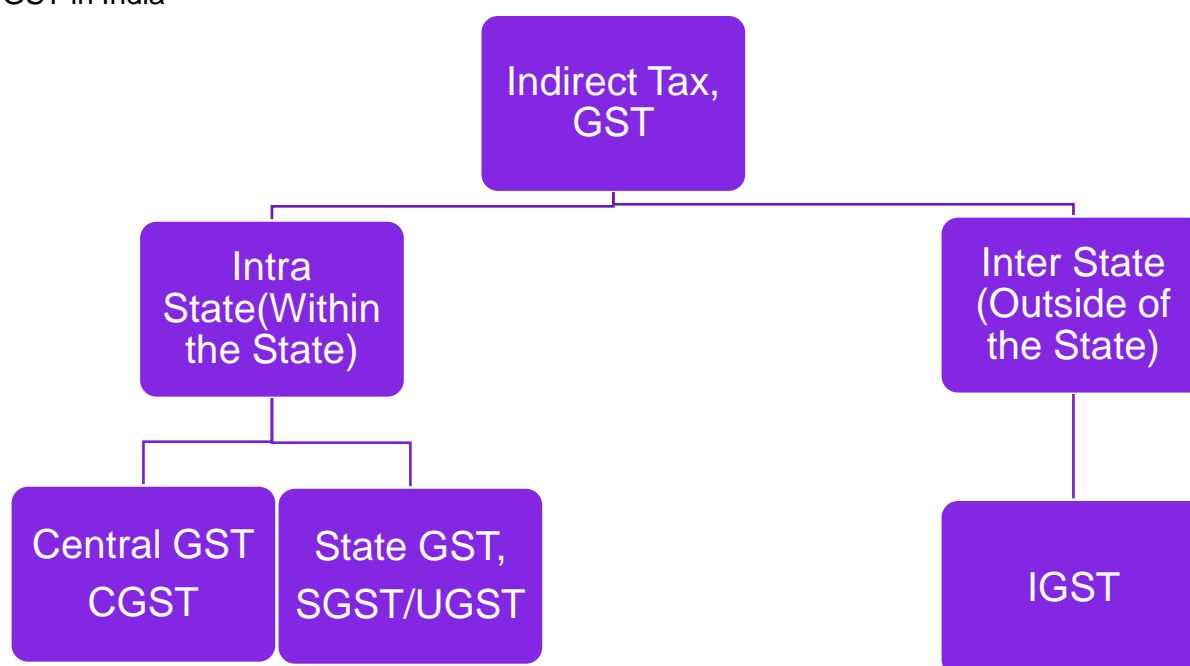 GST in India
Indirect Tax,
GST
Intra
State(Within
the State)
Inter State
(Outside of
the State)
Central GST
CGST
State GST,
SGST/UGST
IGST